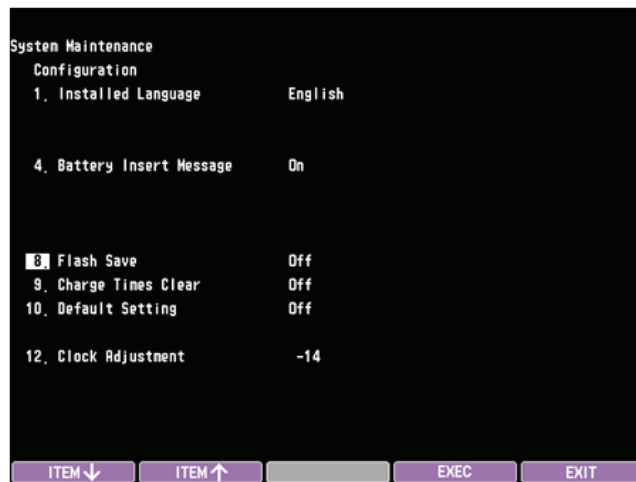 System Maintenance
Configuration
1. Installed Language English
4. Battery Insert Message On
8. Flash Save Off
9. Charge Times Clear Off
10. Default Setting Off
12. Clock Adjustment -14
ITEM↓ ITEM↑ EXEC EXIT